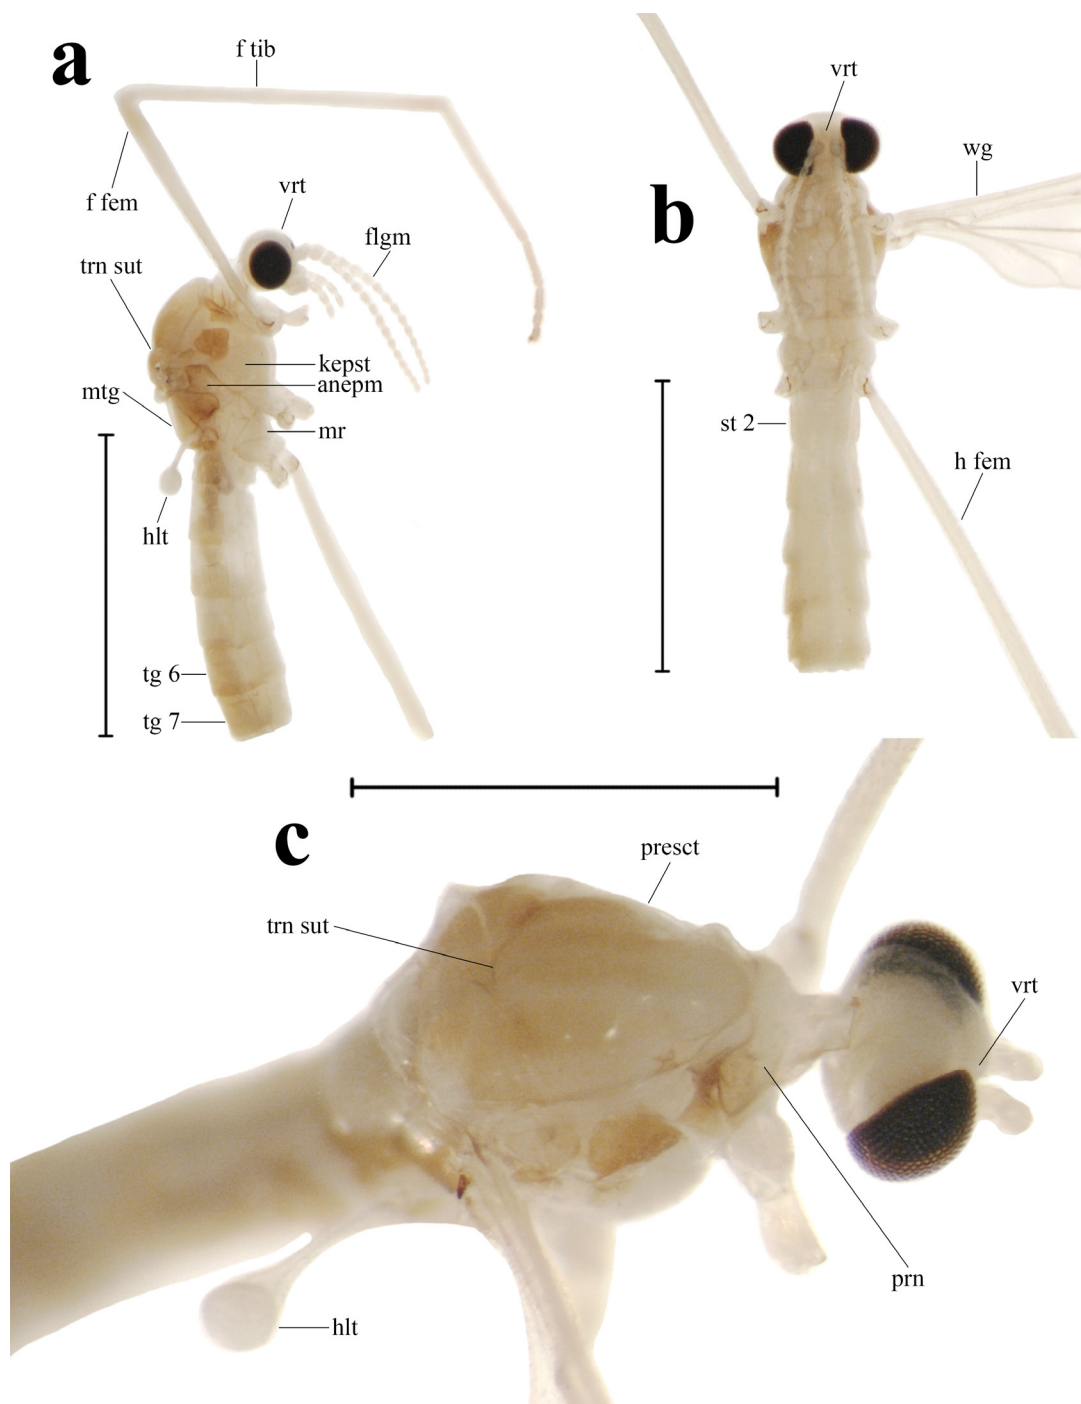 a
f tib
vrt
f fem
vrt
wg
flgm
b
trn sut
kepst
anepm
mtg
st 2
mr
h fem
hlt
tg 6
tg 7
c
presct
trn sut
vrt
prn
hlt